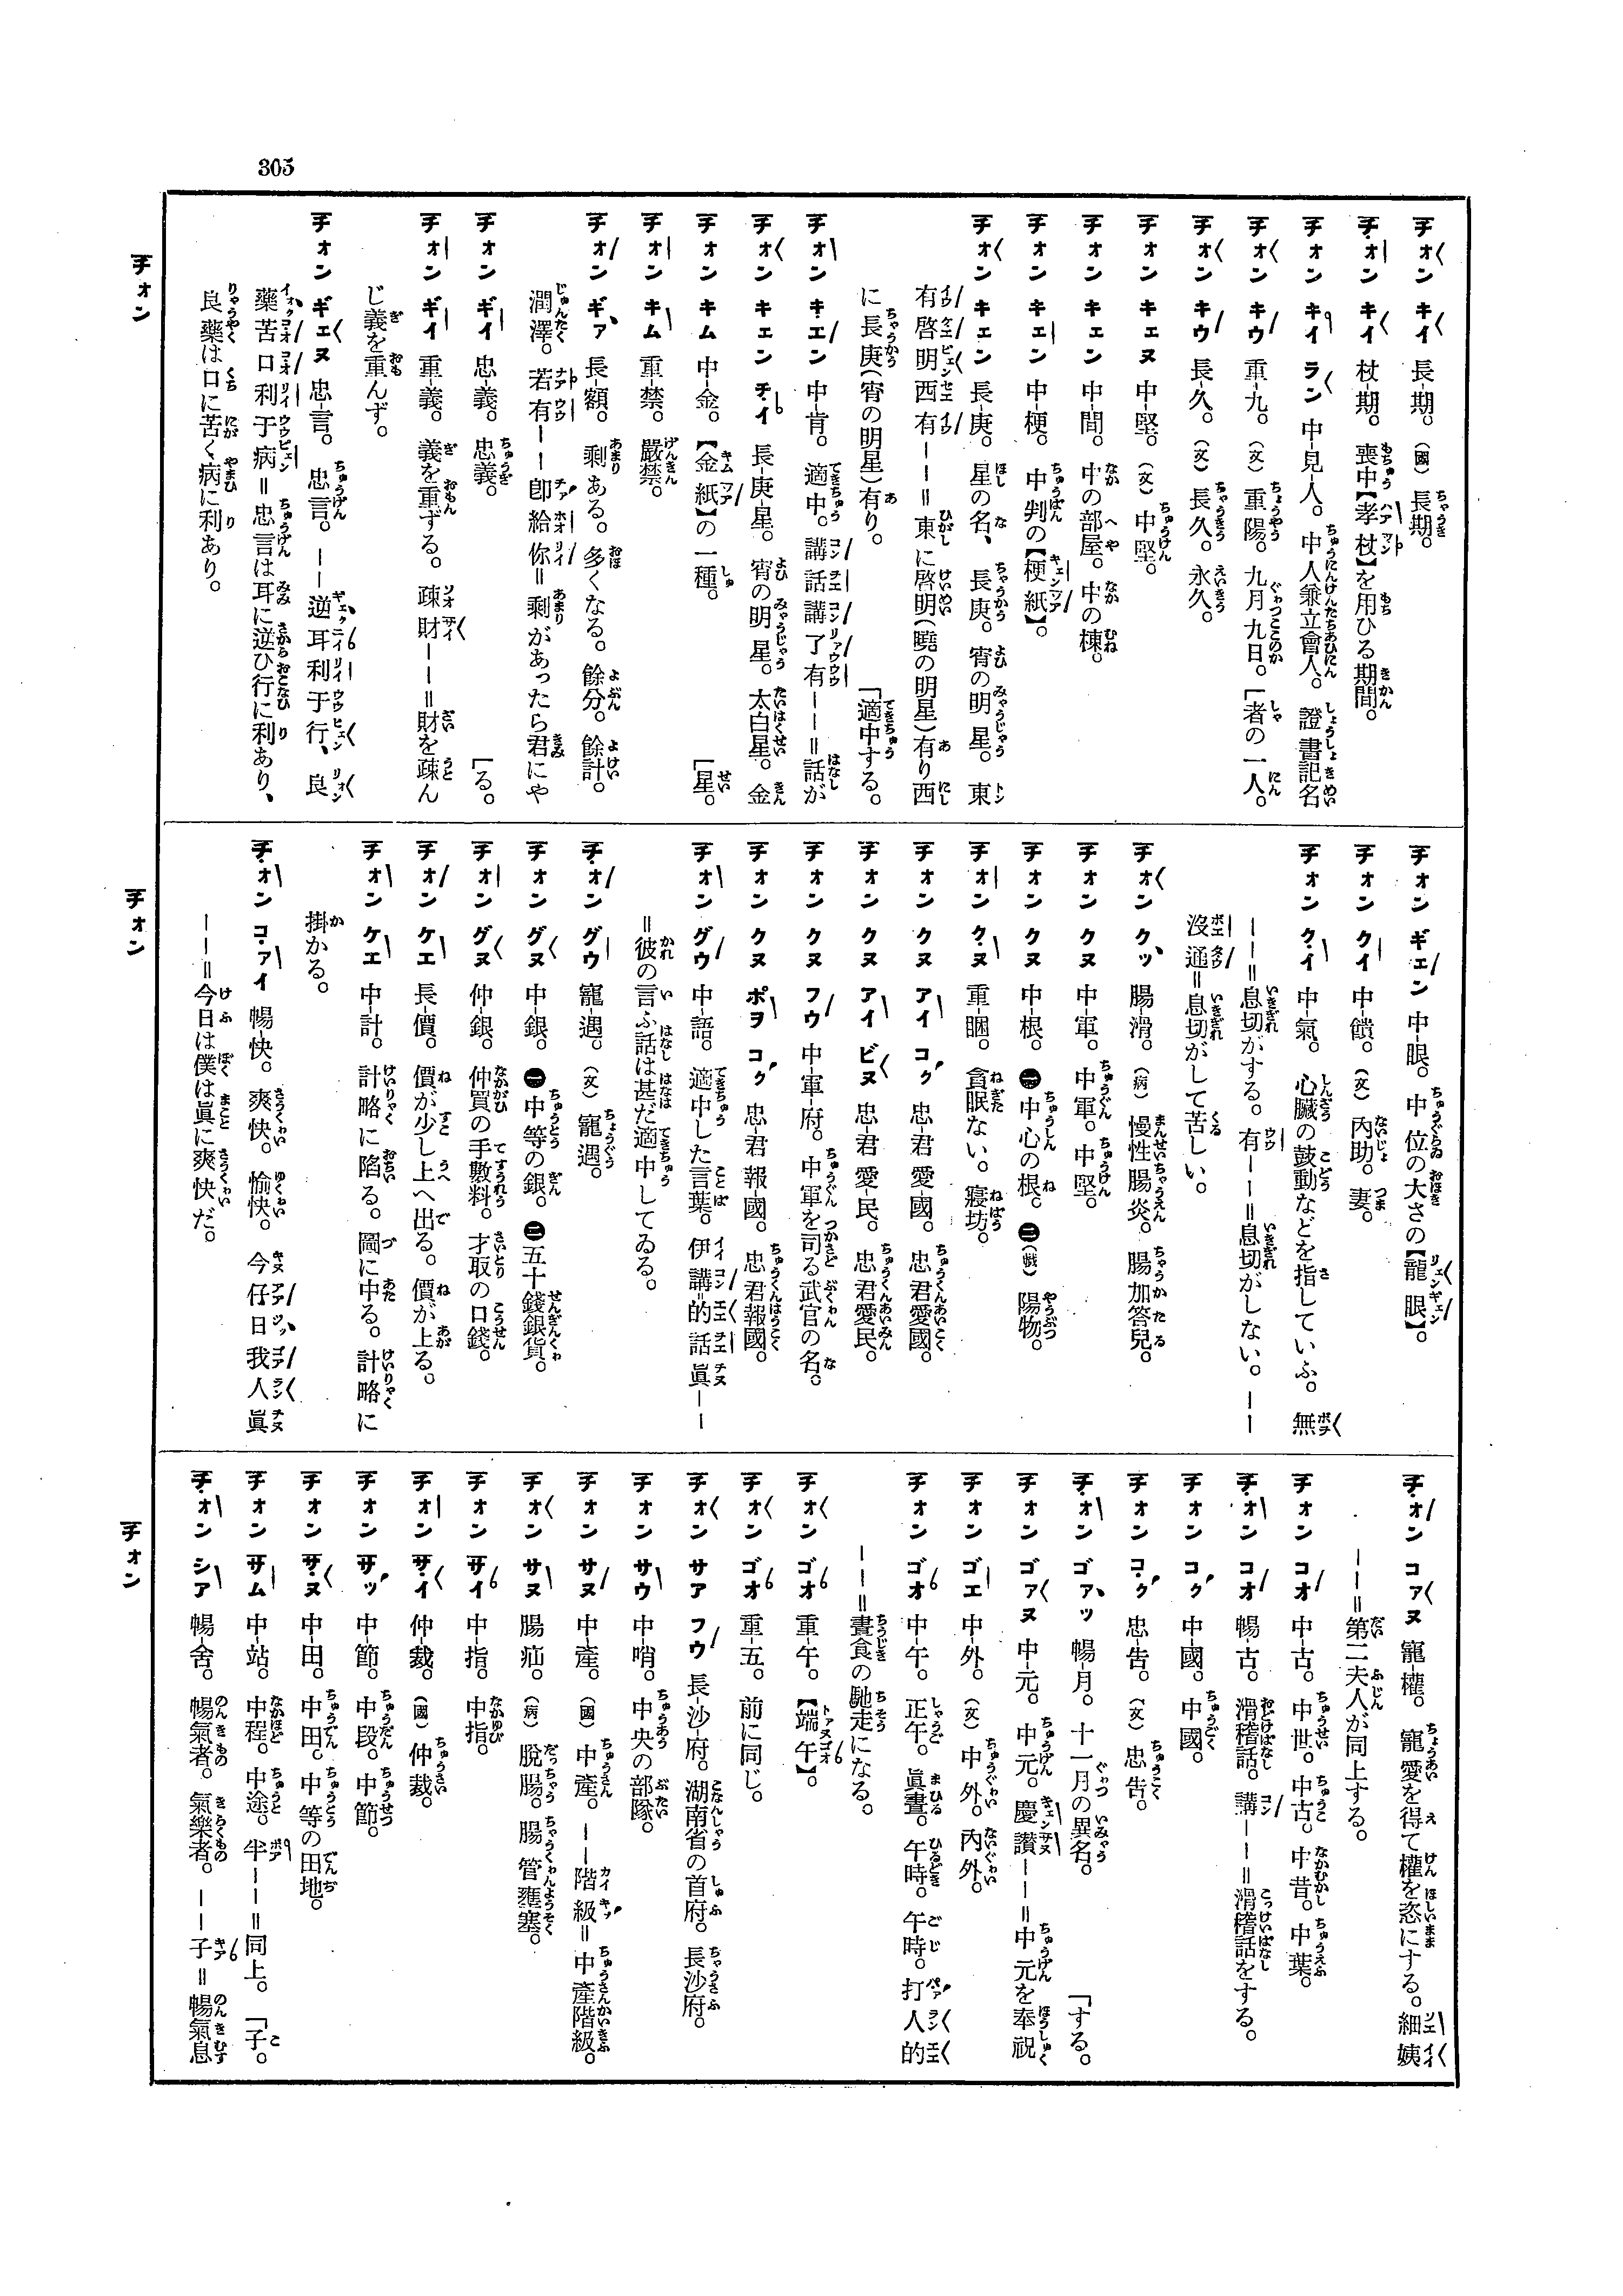 305
チォン キイ 長-期。(國) 長期。
チォン キイ 杖-期。 喪中【孝杖】を用ひる期間。
チォン キイ ラン 中-見-人。 中人兼立會人。 證書記名
チォン キウ 重-九。(文) 重陽。 九月九日。 「者の一人。
チォン キウ 長-久。(文) 長久。 永久。
チォン キェヌ 中-堅。(文) 中堅。
チォン キェン 中-間。 中の部屋。 中の棟。
チォン キェン 中-梗。 中判の【梗紙】。
チォン キェン 長-庚。 星の名、 長庚。 宵の明星。 東
有啓明西有——=東に啓明(曉の明星)有り西
に長庚(宵の明星)有り。 「適中する。
チォン キェン 中-肯。 適中。 講話講了有——=話が
チォン キェン チイ 長-庚-星。 宵の明星。 太白星。 金
チォン キム 中-金。【金紙】の一種。 「星。
チォン キム 重-禁。 嚴禁。
チォン ギァ 長-額。 剩ある。 多くなる。 餘分。 餘計。
潤澤。 若有——卽給你=剩があったら君にや
チォン ギイ 忠-義。 忠義。 「る。
チォン ギイ 重-義。 義を重ずる。 疎財——=財を疎ん
じ義を重んず。
チォン ギェヌ 忠-言。 忠言。 ——逆耳利于行、良
藥苦口利于病=忠言は耳に逆ひ行に利あり、
良藥は口に苦く病に利あり。
チォン
チォン ギェン 中-眼。 中位の大さの【龍眼】。
チォン クイ 中-饋。(文) 內助。 妻。
チォン クイ 中-氣。 心臟の鼓動などを指していふ。 無
——=息切がする。 有——=息切がしない。 ——
沒通=息切がして苦しい。
チォン クッ 腸-滑。(病) 慢性腸炎。 腸加答兒。
チォン クヌ 中-軍。 中軍。 中堅。
チォン クヌ 中-根。 ㊀中心の根。 ㊁(戲) 陽物。
チォン クヌ 重-睏。 貪眠ない。 寢坊。
チォン クヌ アイ コク 忠-君 愛-國。 忠君愛國。
チォン クヌ アイ ビヌ 忠-君 愛-民。 忠君愛民。
チォン クヌ フウ 中-軍-府。 中軍を司る武官の名。
チォン クヌ ポヲ コク 忠-君 報-國。 忠君報國。
チォン グウ 中-語。 適中した言葉。 伊講的話眞——
=彼の言ふ話は甚だ適中してゐる。
チォン グウ 寵-遇。(文) 寵遇。
チォン グヌ 中-銀。 ㊀中等の銀。 ㊁五十錢銀貨。
チォン グヌ 仲-銀。 仲買の手數料。 才取の口錢。
チォン ケエ 長-價。 價が少し上へ出る。 價が上る。
チォン ケエ 中-計。 計略に陷る。 圖に中る。 計略に
掛かる。
チォン コァイ 暢-快。 爽快。 愉快。 今仔日我人眞
——=今日は僕は眞に爽快だ。
チォン
チォン コァヌ 寵-權。 寵愛を得て權を恣にする。 細姨
——=第二夫人が同上する。
チォン コオ 中-古。 中世。 中古。 中昔。 中葉。
チォン コオ 暢-古。 滑稽話。 講——=滑稽話をする。
チォン コク 中-國。 中國。
チォン コク 忠-告。(文) 忠告。
チォン ゴァッ 暢-月。 十一月の異名。 「する。
チォン ゴァヌ 中-元。 中元。 慶讃——=中元を奉祝
チォン ゴエ 中-外。(文) 中外。 內外。
チォン ゴオ 中-午。 正午。 眞晝。 午時。 午時。 打人的
——=晝食の馳走になる。
チォン ゴオ 重-午。【端午】。
チォン ゴオ 重-五。 前に同じ。
チォン サア フウ 長-沙-府。 湖南省の首府。 長沙府。
チォン サウ 中-哨。 中央の部隊。
チォン サヌ 中-產。(國) 中產。 ——階級=中產階級。
チォン サヌ 腸-疝。(病) 脫腸。 腸管壅塞。
チォン サイ 中-指。 中指。
チォン サイ 仲-裁。(國) 仲裁。
チォン サッ 中-節。 中段。 中節。
チォン サヌ 中-田。 中田。 中等の田地。
チォン サム 中-站。 中程。 中途。 半——=同上。 「子。
チォン シア 暢-舍。 暢氣者。 氣樂者。 ——子=暢氣息
チォン